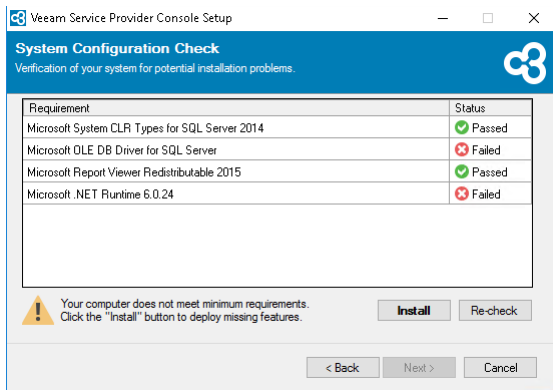 Veeam Service Provider Console Setup
System Configuration Check
Verification of your system for potential installation problems.
Requirement Status
Microsoft System CLR Types for SQL Server 2014 Passed
Microsoft OLE DB Driver for SQL Server Failed
Microsoft Report Viewer Redistributable 2015 Passed
Microsoft .NET Runtime 6.0.24 Failed
Your computer does not meet minimum requirements.
Click the "Install" button to deploy missing features.
Install Re-check
< Back Next > Cancel